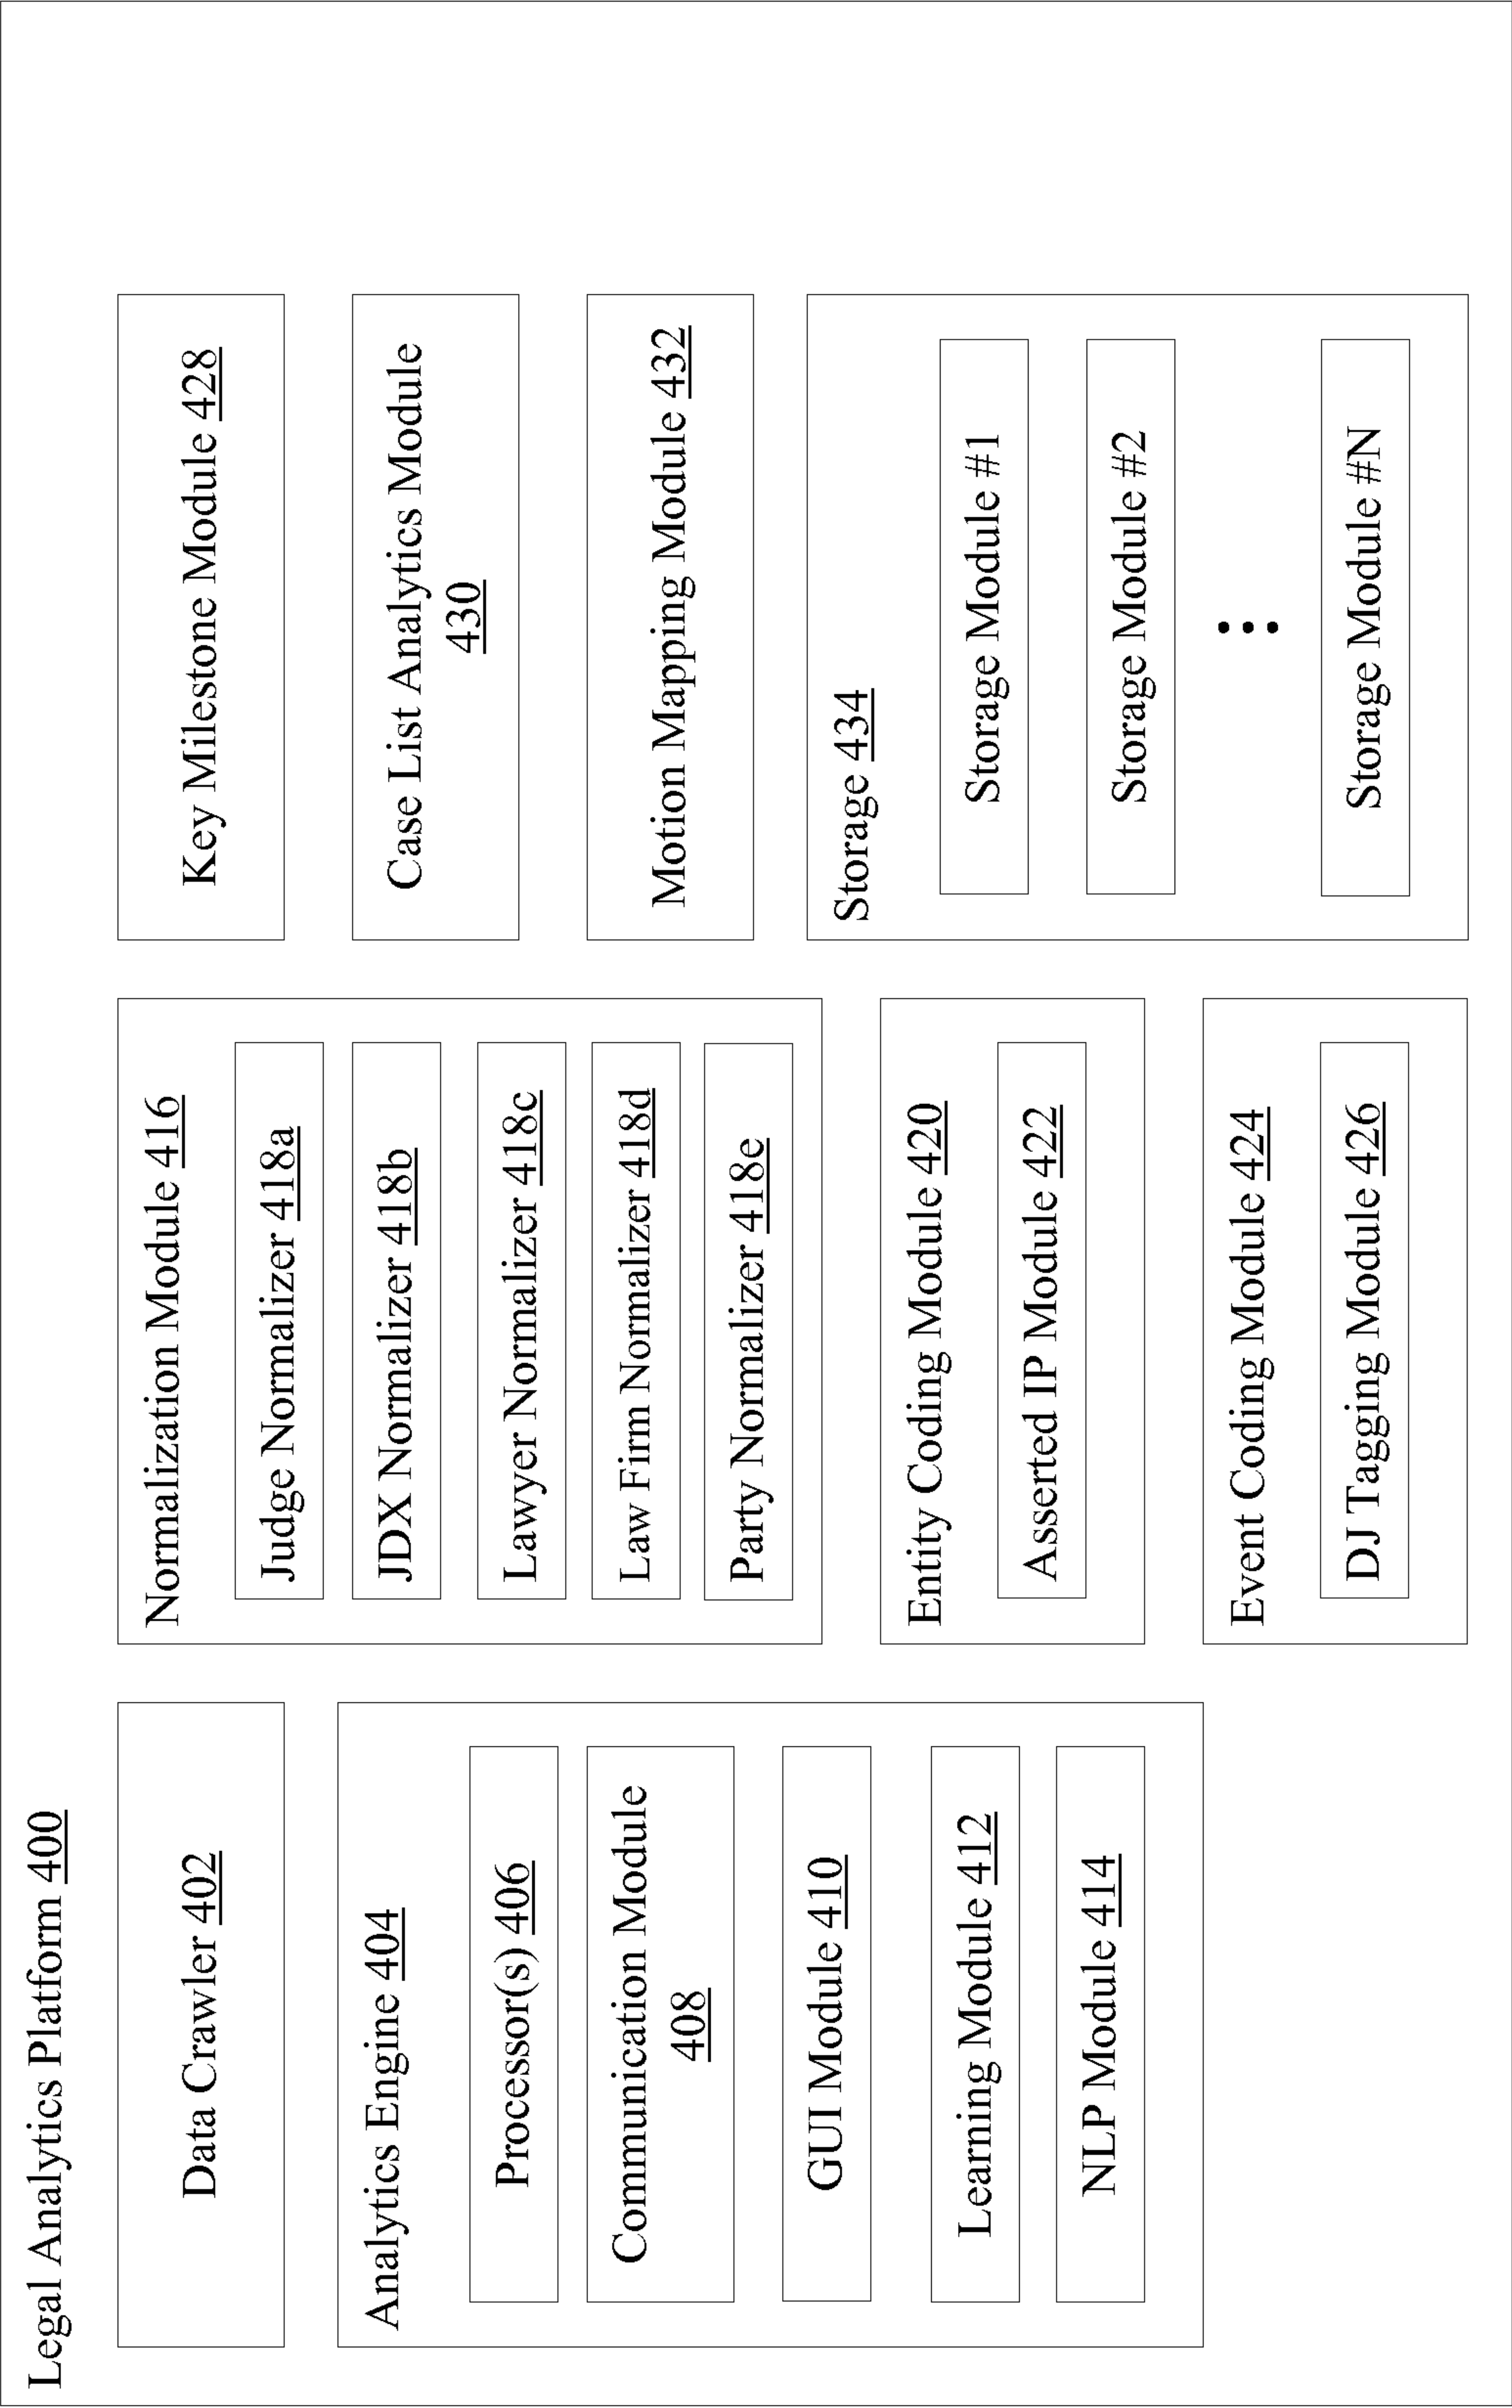 Legal Analytics Platform 400
Data Crawler 402
Analytics Engine 404
Processor(s) 406
Communication Module
408
GUI Module 410
Learning Module 412
NLP Module 414
Normalization Module 416
Judge Normalizer 418a
JDX Normalizer 418b
Lawyer Normalizer 418c
Law Firm Normalizer 418d
Party Normalizer 418e
Entity Coding Module 420
Asserted IP Module 422
Event Coding Module 424
DJ Tagging Module 426
Key Milestone Module 428
Case List Analytics Module
430
Motion Mapping Module 432
Storage 434
Storage Module #1
Storage Module #2
Storage Module #N